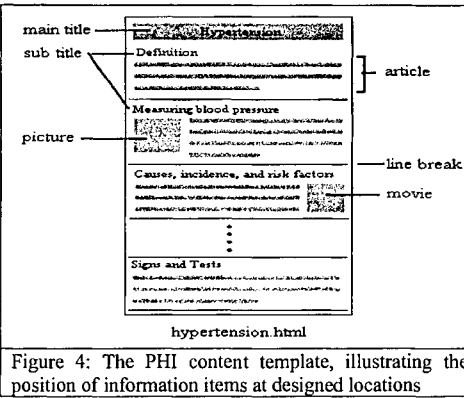 main title
Hypertension
sub title
Definition
article
Measuring blood pressure
picture
line break
Causes, incidence, and risk factors
movie
Signs and Tests
hypertension.html
Figure 4: The PHI content template, illustrating the
position of information items at designed locations